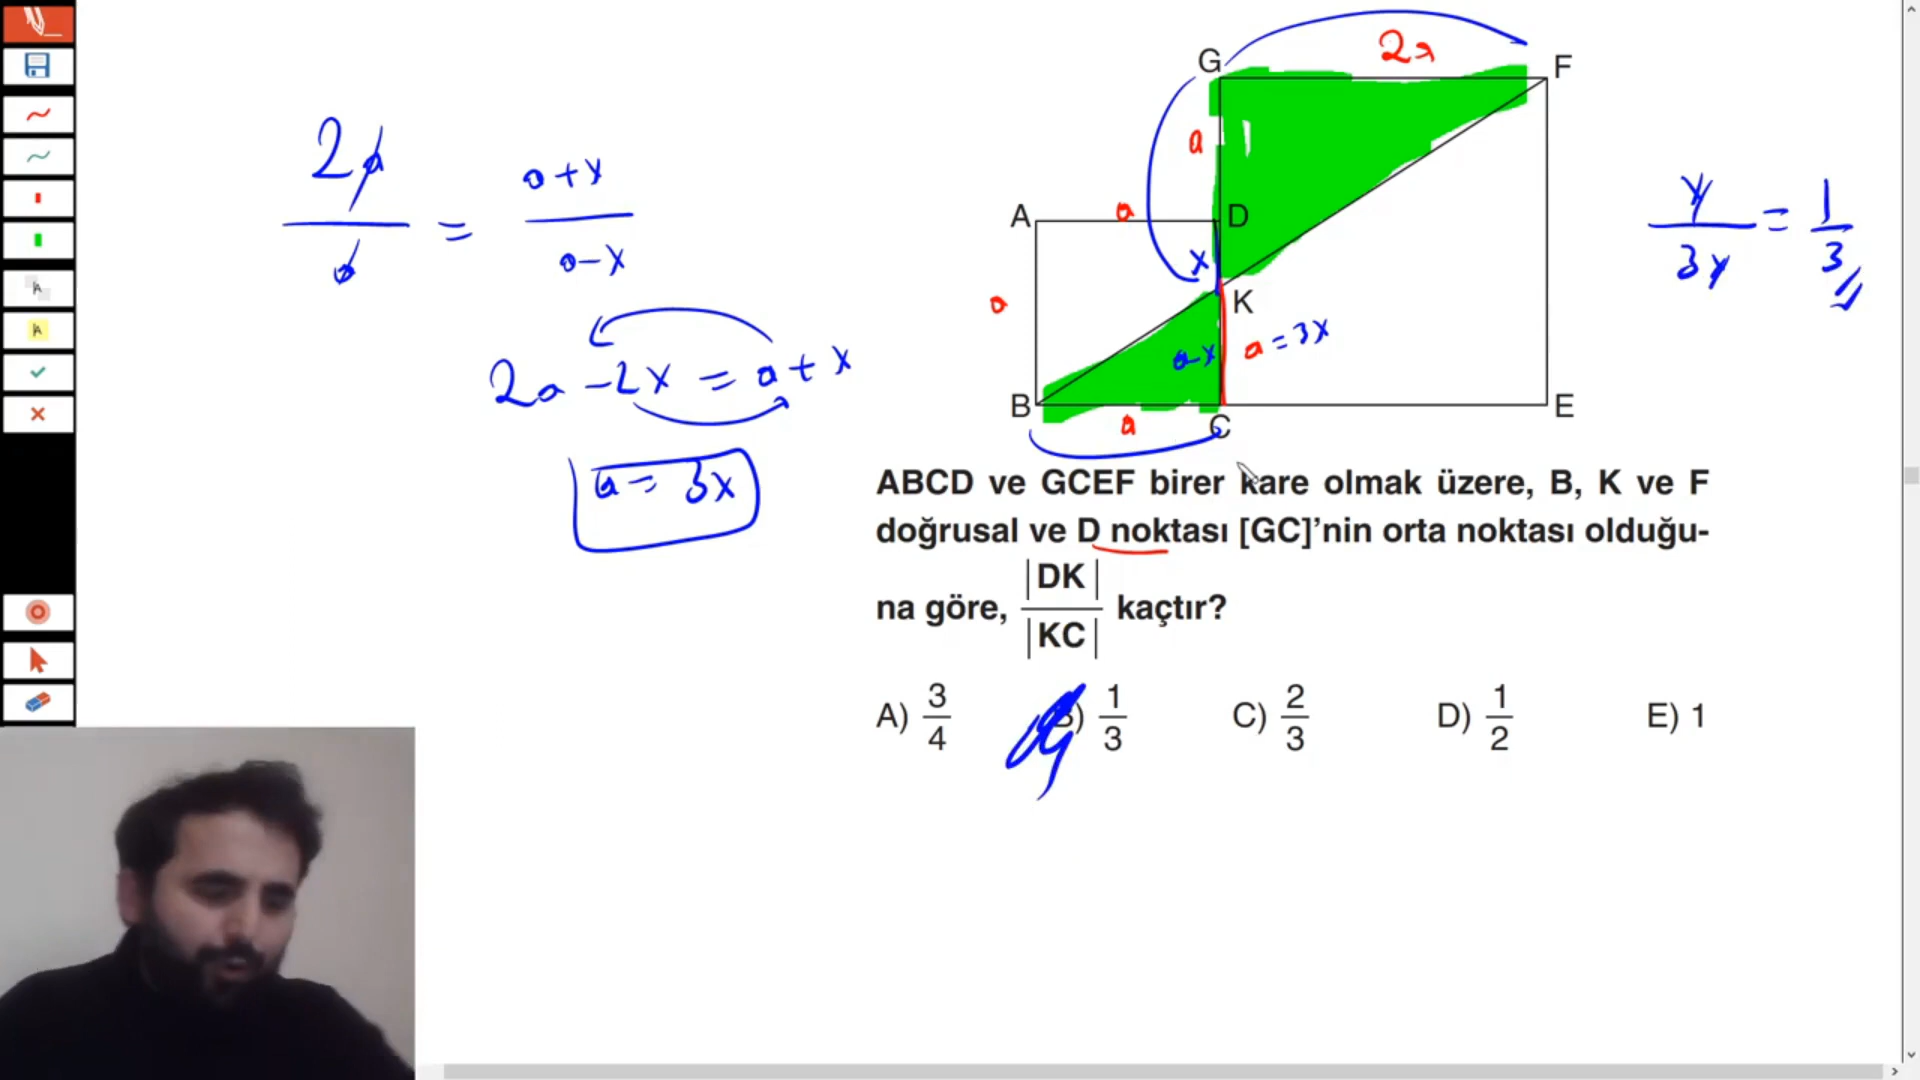 2a
a
=
a+x
a-x
2a - 2x = a + x
a = 3x
G
2a
F
a
A
a
D
x
a
K
a-x
a = 3x
B
a
C
E
x
3x
=
1
3
ABCD ve GCEF birer kare olmak üzere, B, K ve F
doğrusal ve D noktası [GC]'nin orta noktası olduğu-
na göre, |DK| / |KC| kaçtır?
A) 3/4 B) 1/3 C) 2/3 D) 1/2 E) 1